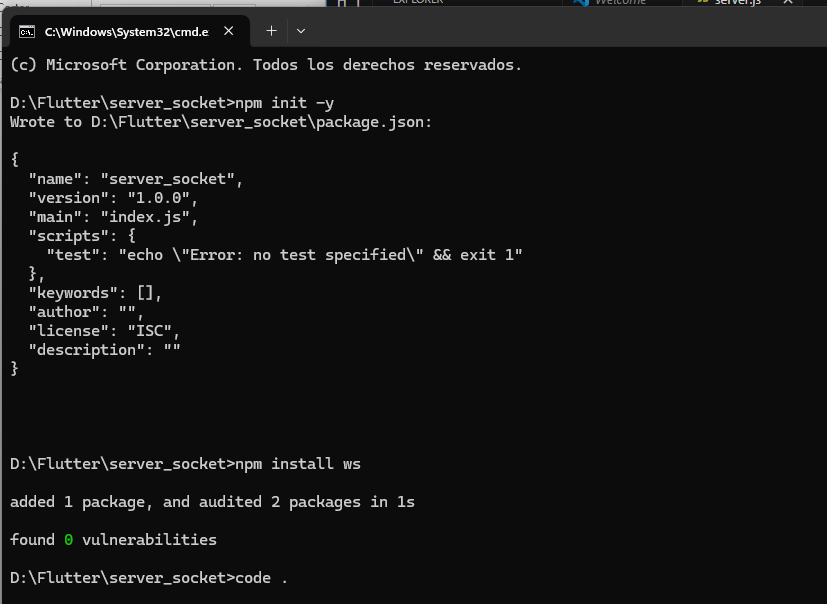 EXPLORER
Welcome
server.js
C:\Windows\System32\cmd.e
(c) Microsoft Corporation. Todos los derechos reservados.
D:\Flutter\server_socket>npm init -y
Wrote to D:\Flutter\server_socket\package.json:
{
"name": "server_socket",
"version": "1.0.0",
"main": "index.js",
"scripts": {
"test": "echo \"Error: no test specified\" && exit 1"
},
"keywords": [],
"author": "",
"license": "ISC",
"description": ""
}
D:\Flutter\server_socket>npm install ws
added 1 package, and audited 2 packages in 1s
found 0 vulnerabilities
D:\Flutter\server_socket>code .